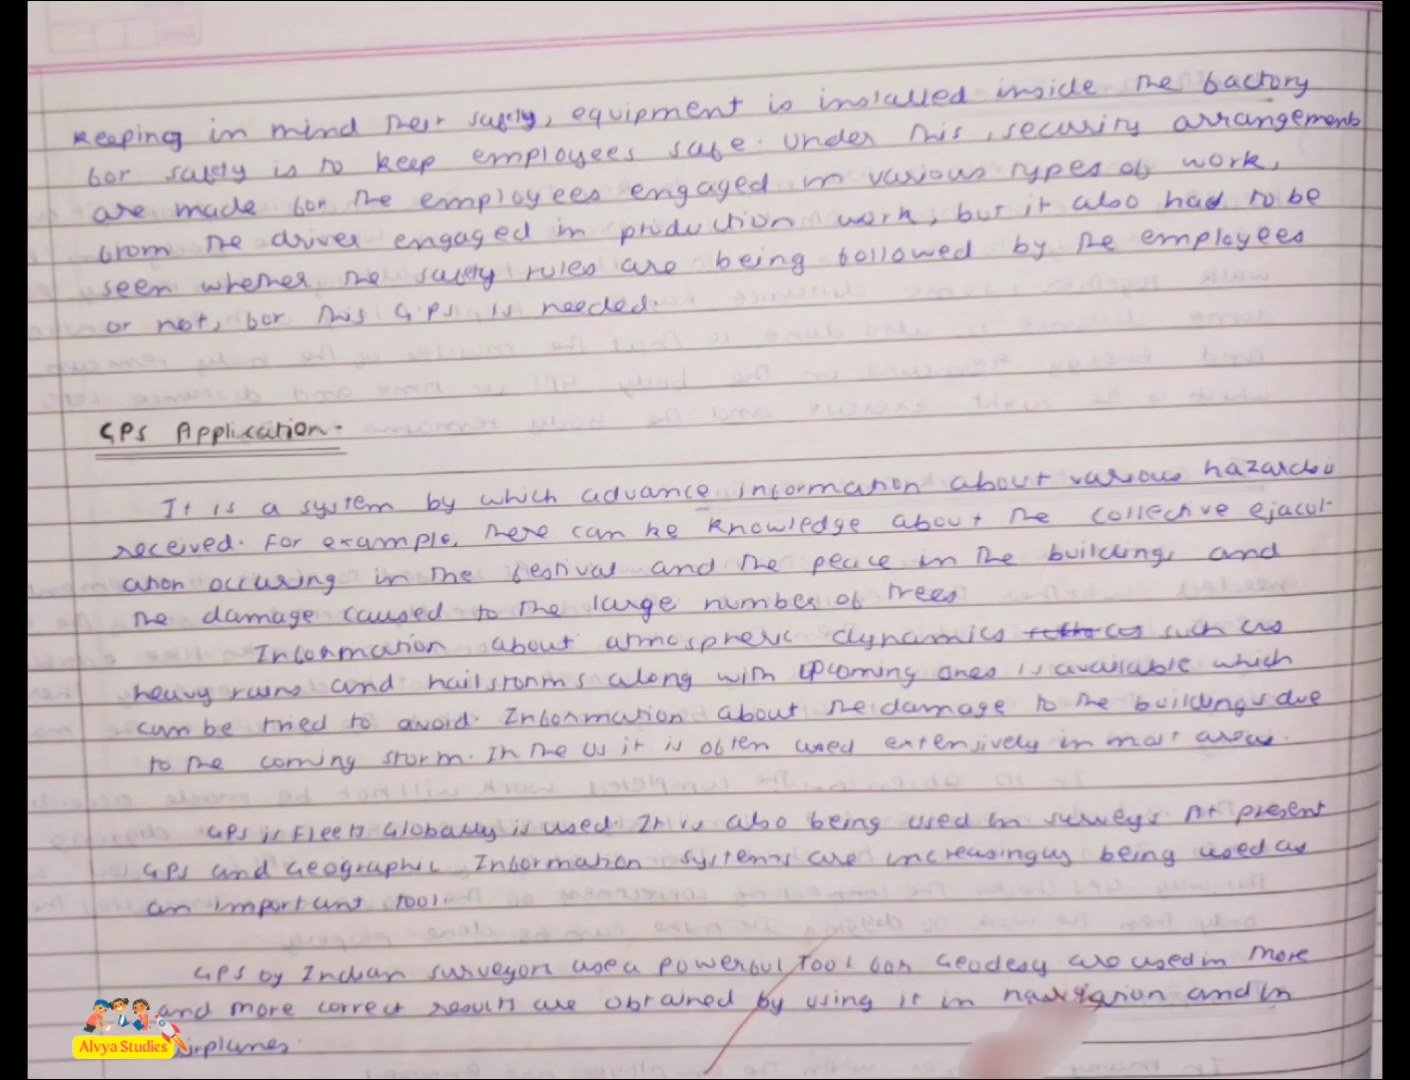 Keeping in mind their safety, equipment is installed inside the factory
for safety is to keep employees safe. Under this, security arrangements
are made for the employees engaged in various types of work,
from the driver engaged in production work, but it also had to be
seen whether the safety rules are being followed by the employees
or not, for this GPS is needed.
GPS Application.
It is a system by which advance information about various hazards is
received. For example, there can be knowledge about the collective ejacul-
ation occuring in the festival and the peace in the building, and
the damage caused to the large number of trees
Information about atmospheric dynamics such as
heavy rains and hailstorms along with upcoming ones is available which
can be tried to avoid. Information about the damage to the buildings due
to the coming storm. In the us it is often used extensively in most areas.
GPS is Fleets Globally is used. It is also being used in surveys. At present
GPS and Geographic Information systems are increasingly being used as
an important tool.
GPS by Indian surveyors use a powerful tool for Geodesy are used in more
and more correct results are obtained by using it in navigation and in
airplanes.
Alvya Studies